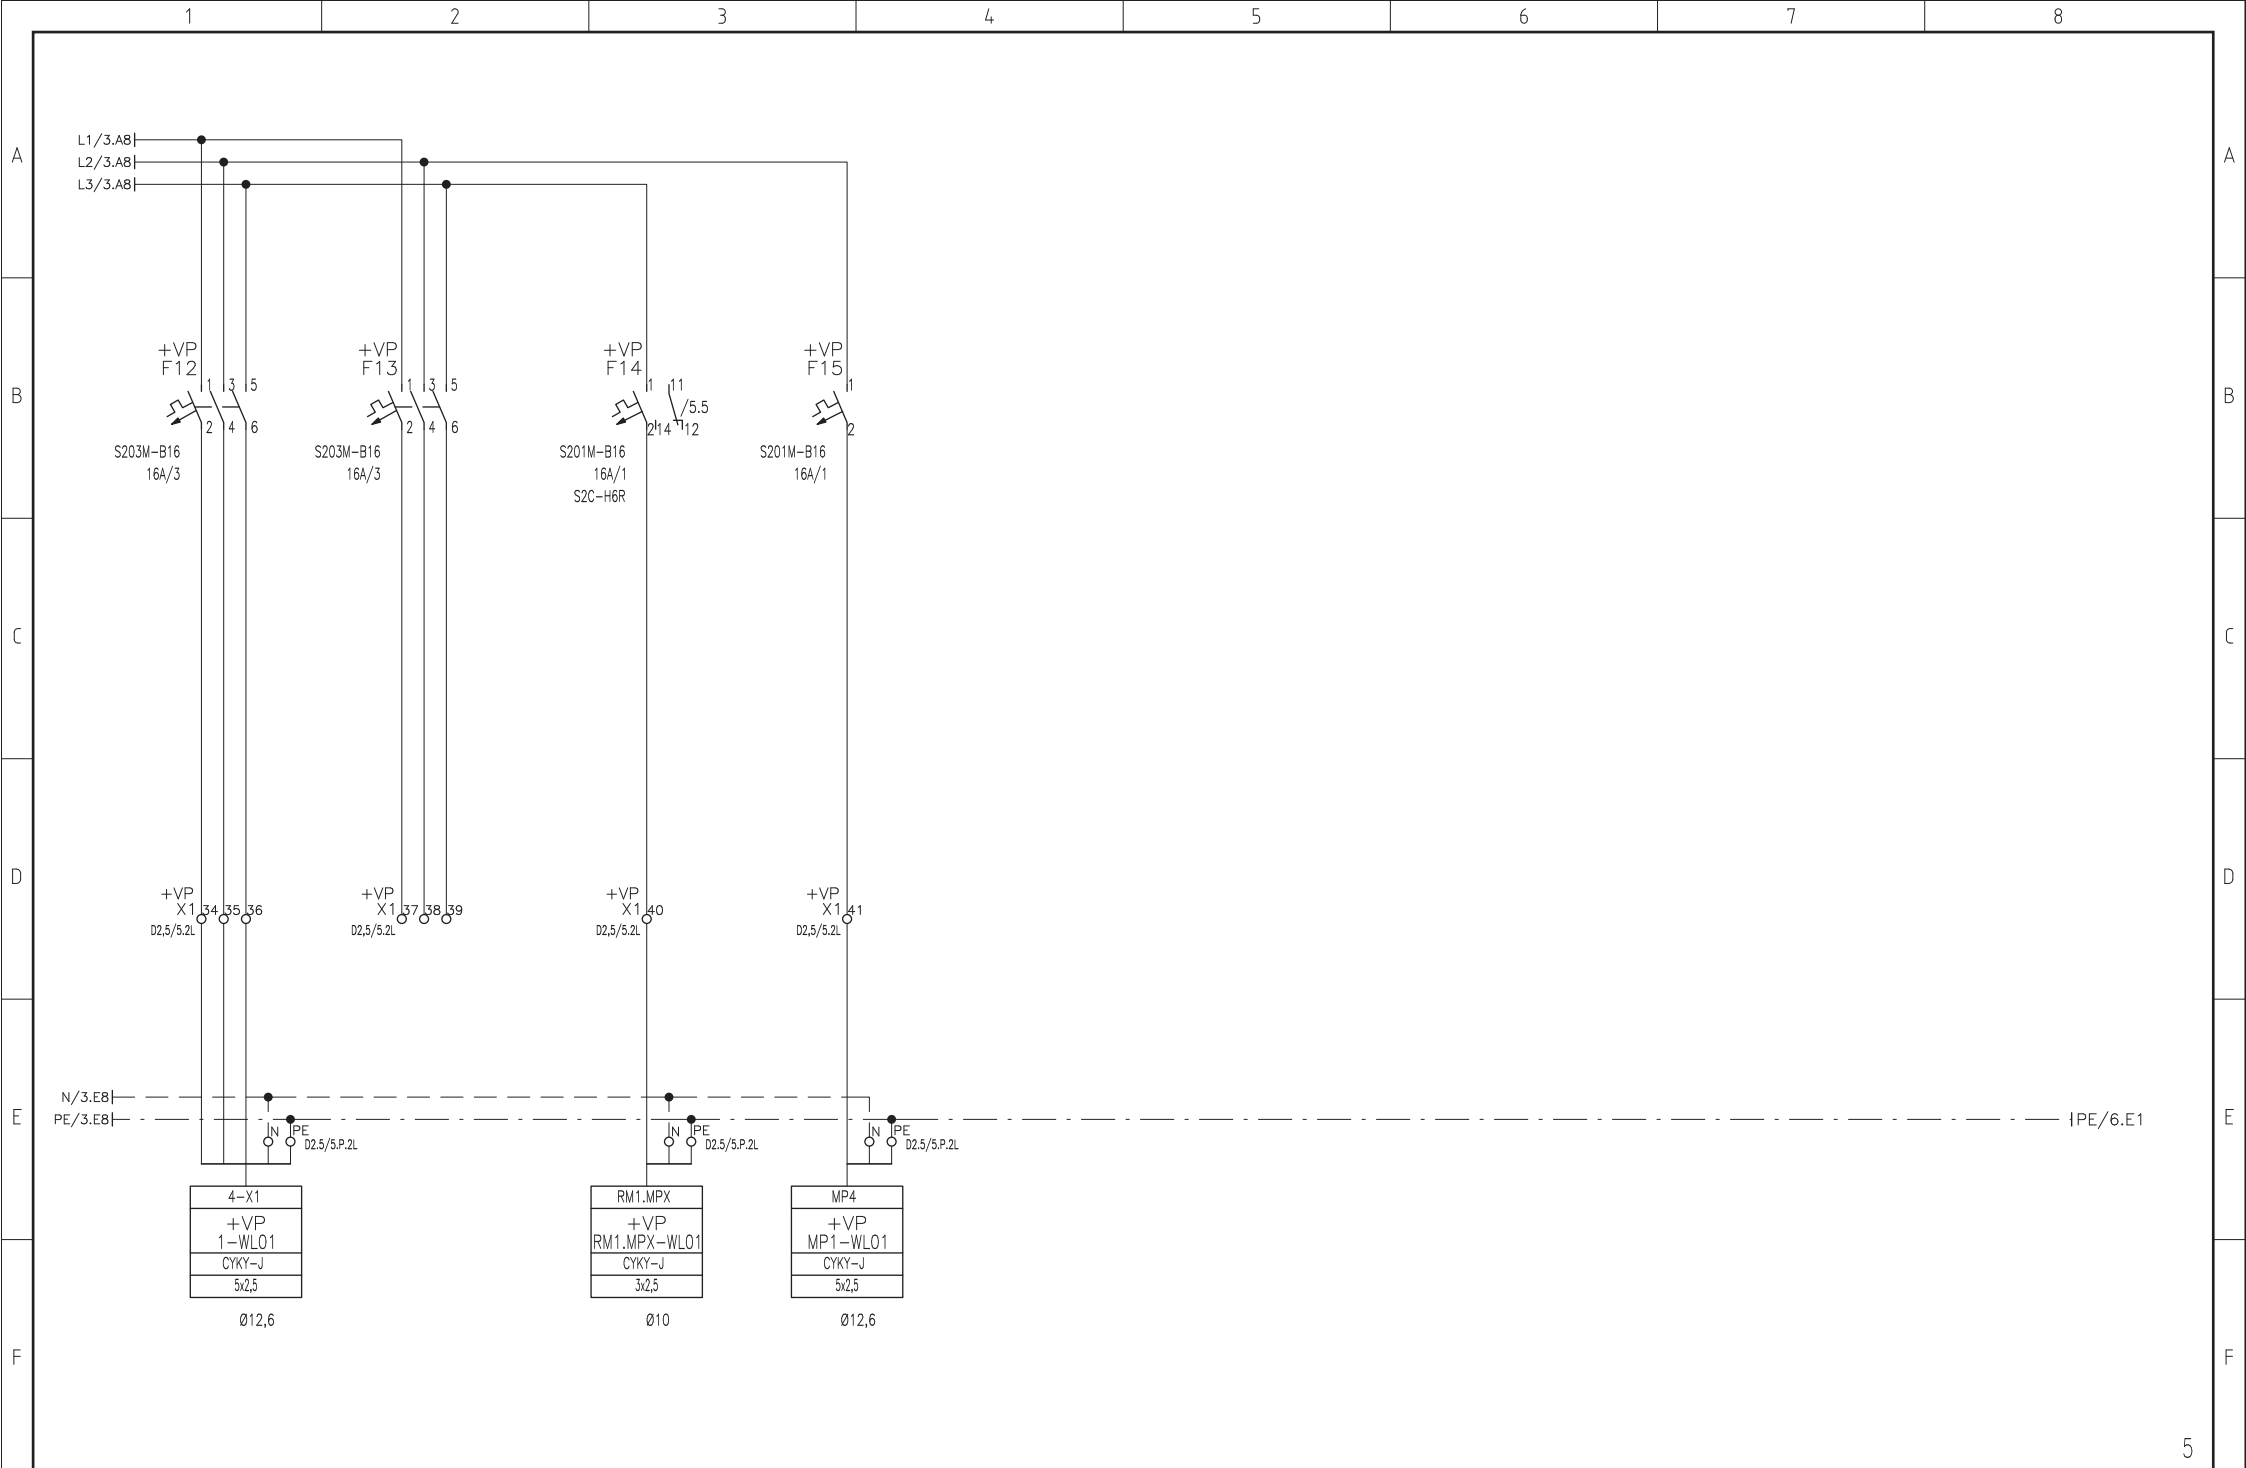 1 2 3 4 5 6 7 8
L1/3.A8
A A
L2/3.A8
L3/3.A8
+VP +VP +VP +VP
F12 F13 F14 F15
1 3 5 1 3 5 1 11 1
B B
/5.5
2 4 6 2 4 6 2 14 12 2
S203M-B16 S203M-B16 S201M-B16 S201M-B16
16A/3 16A/3 16A/1 16A/1
S2C-H6R
C C
D D
+VP +VP +VP +VP
X1 34 35 36 X1 37 38 39 X1 40 X1 41
D2,5/5.2L D2,5/5.2L D2,5/5.2L D2,5/5.2L
N/3.E8
E PE/3.E8 PE/6.E1 E
N PE N PE N PE
D2.5/5.P.2L D2.5/5.P.2L D2.5/5.P.2L
4-X1 RM1.MPX MP4
+VP +VP +VP
1-WL01 RM1.MPX-WL01 MP1-WL01
CYKY-J CYKY-J CYKY-J
5x2,5 3x2,5 5x2,5
Ø12,6 Ø10 Ø12,6
F F
5